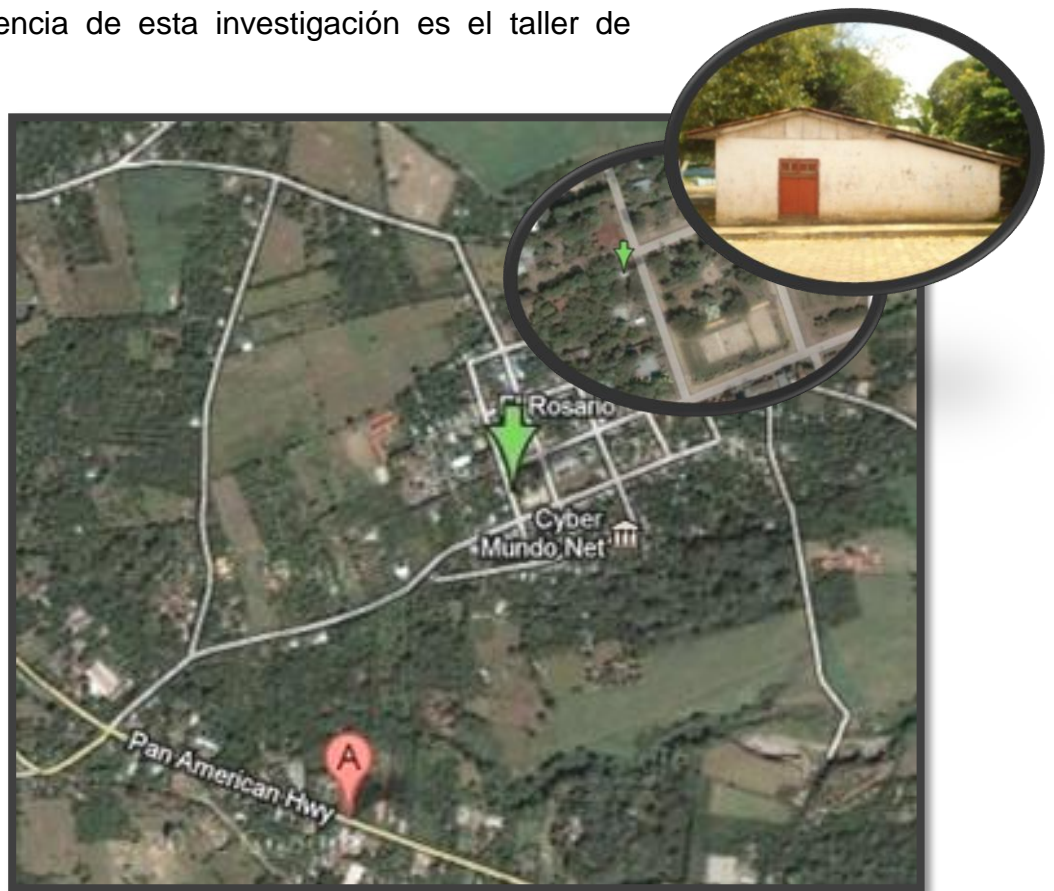 encia de esta investigación es el taller de
El Rosario
Cyber
Mundo Net
Pan American Hwy
A